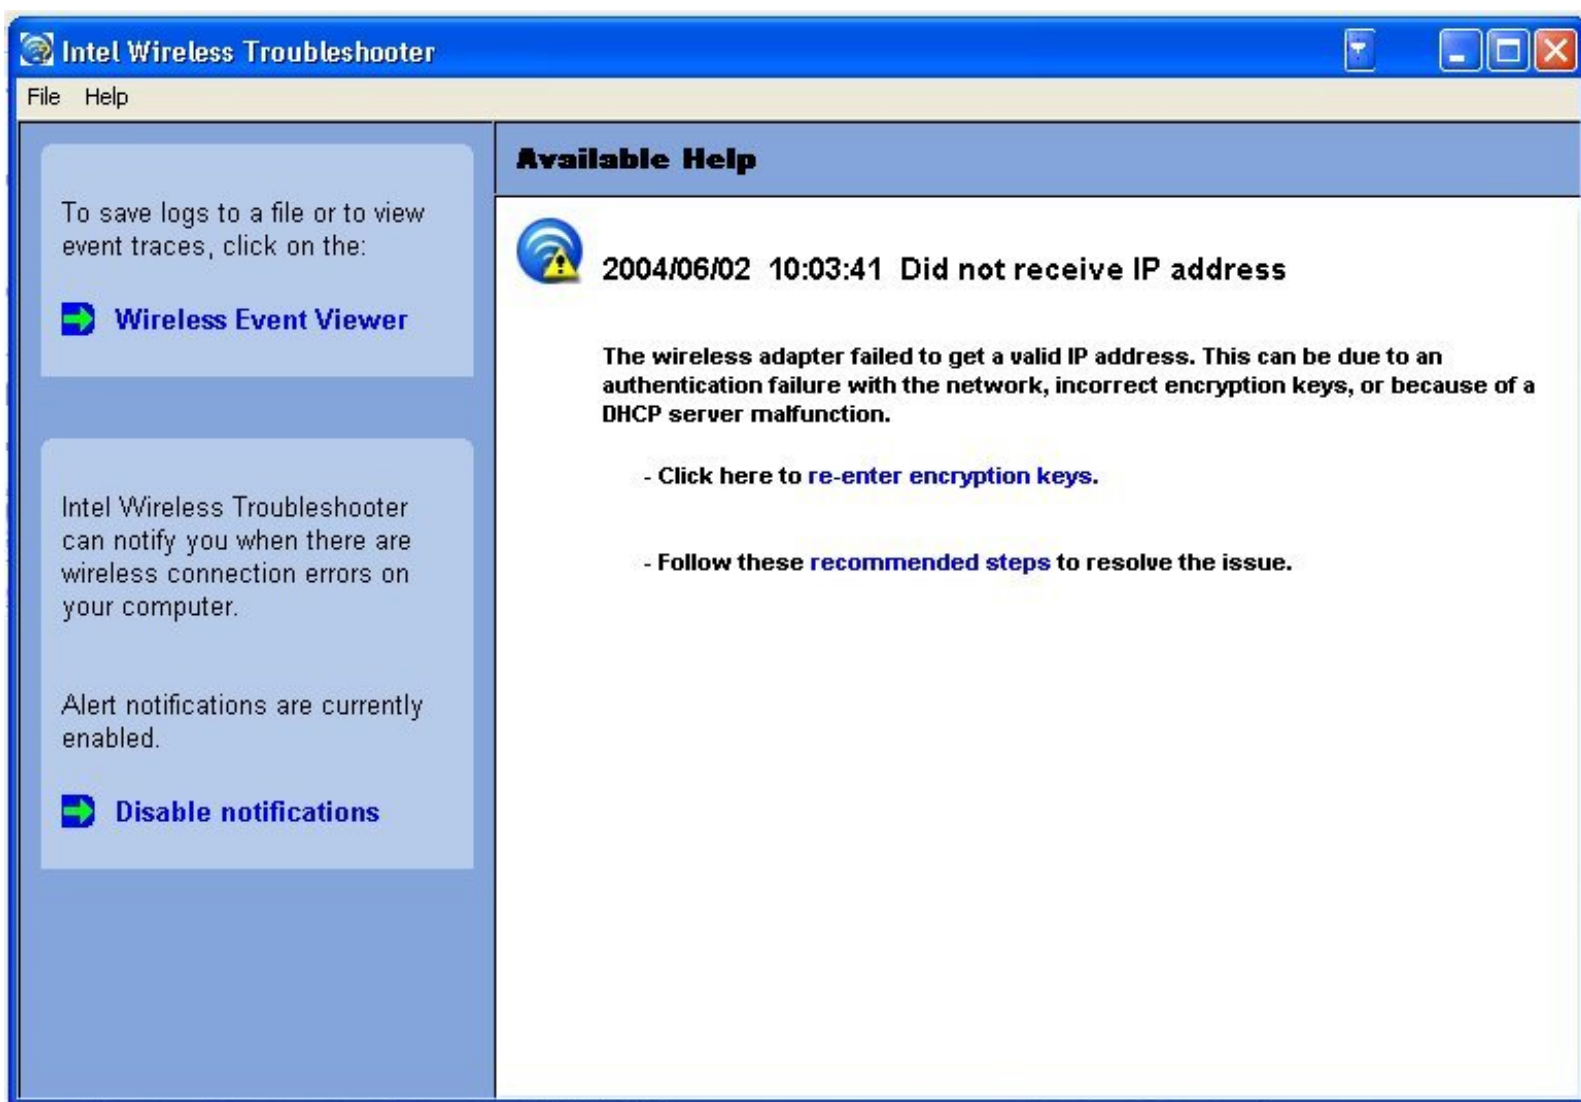 Intel Wireless Troubleshooter
File Help
To save logs to a file or to view
event traces, click on the:
Wireless Event Viewer
Intel Wireless Troubleshooter
can notify you when there are
wireless connection errors on
your computer.
Alert notifications are currently
enabled.
Disable notifications
Available Help
2004/06/02 10:03:41 Did not receive IP address
The wireless adapter failed to get a valid IP address. This can be due to an
authentication failure with the network, incorrect encryption keys, or because of a
DHCP server malfunction.
- Click here to re-enter encryption keys.
- Follow these recommended steps to resolve the issue.